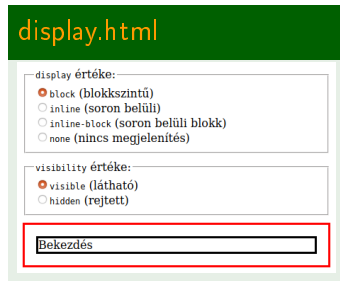 display.html
display értéke:
block (blokkszintű)
inline (soron belüli)
inline-block (soron belüli blokk)
none (nincs megjelenítés)
visibility értéke:
visible (látható)
hidden (rejtett)
Bekezdés